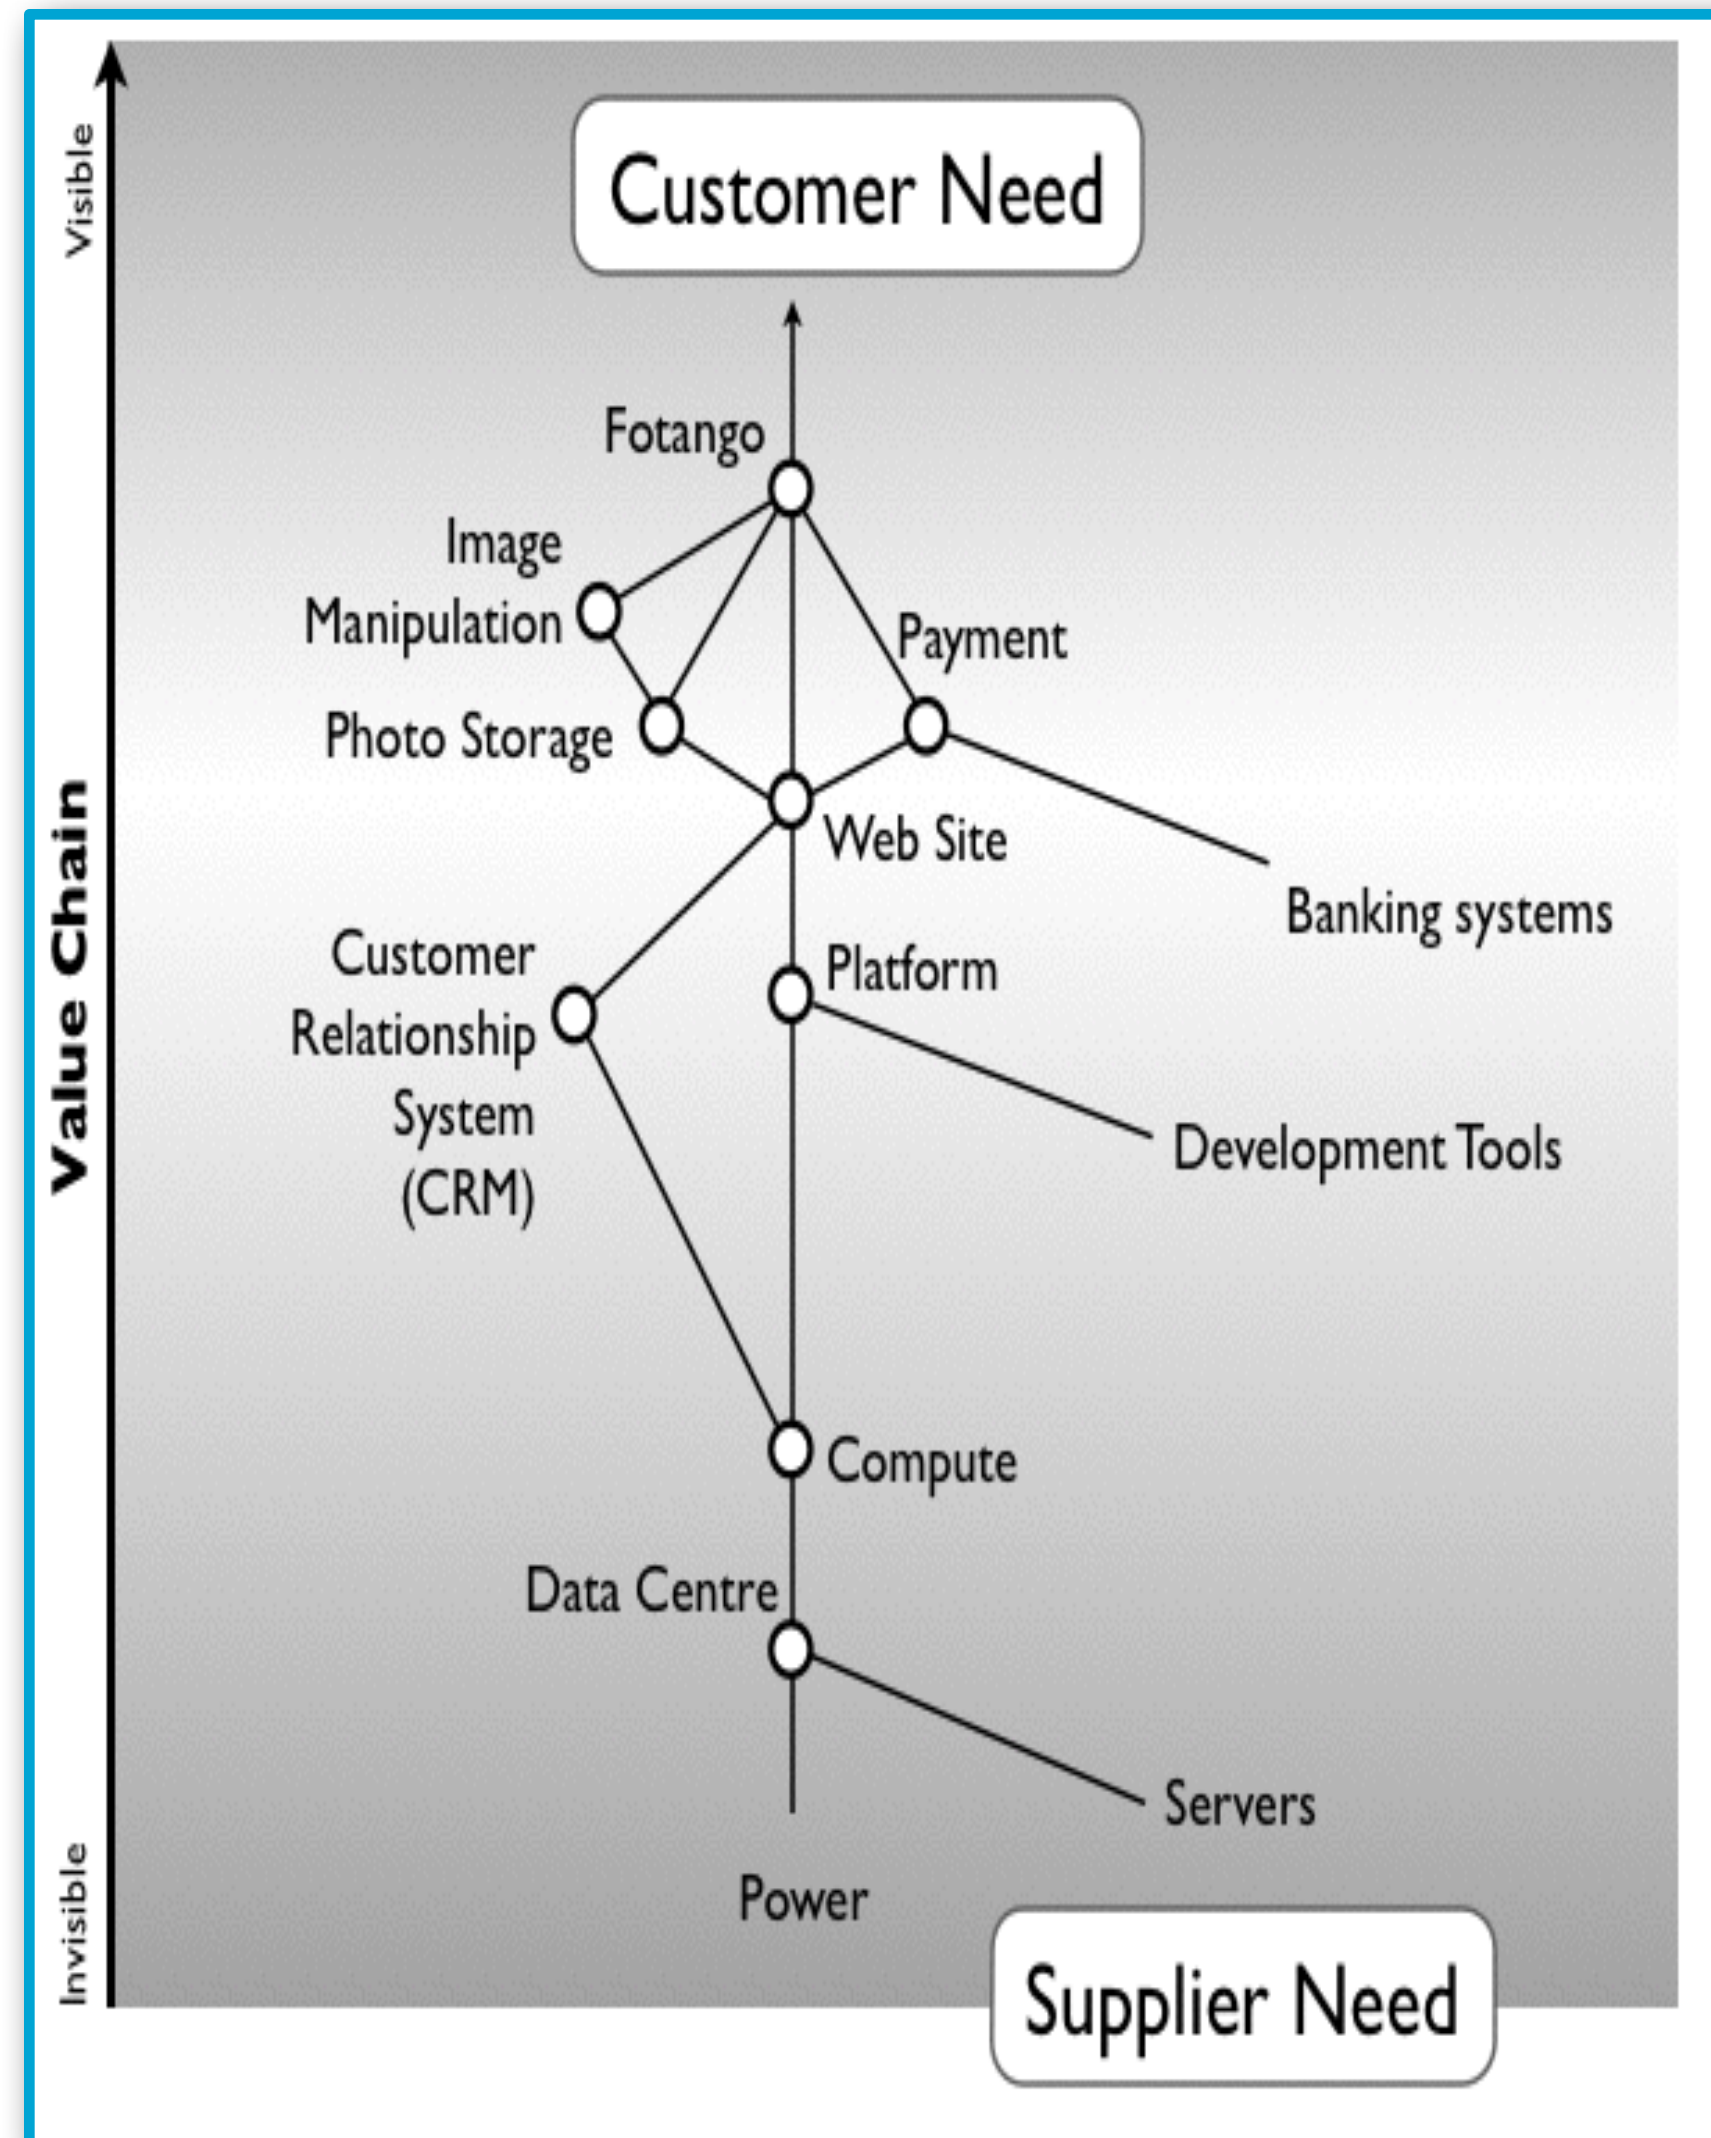 Visible
Customer Need
Fotango
Image
Manipulation
Payment
Photo Storage
Web Site
Value Chain
Banking systems
Customer
Relationship
System
(CRM)
Platform
Development Tools
Compute
Data Centre
Servers
Power
Invisible
Supplier Need